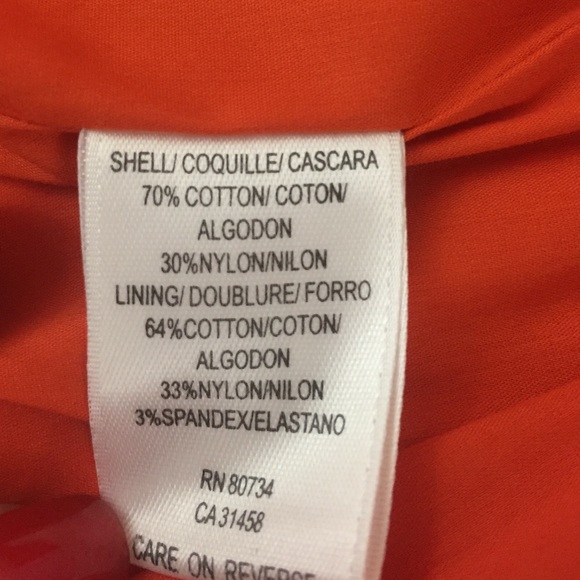 SHELL/ COQUILLE/ CASCARA
70% COTTON/ COTON/
ALGODON
30%NYLON/NILON
LINING/ DOUBLURE/ FORRO
64%COTTON/COTON/
ALGODON
33%NYLON/NILON
3%SPANDEX/ELASTANO
RN 80734
CA 31458
CARE ON REVERSE